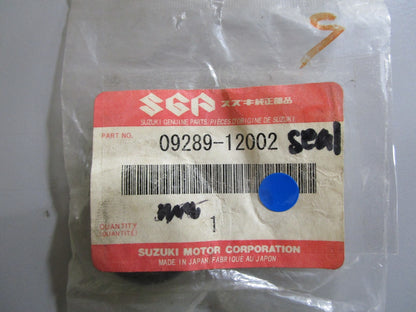 SGP スズキ純正部品
SUZUKI GENUINE PARTS/PIECES D'ORIGINE DE SUZUKI
PART NO. 09289-12002 seal
QUANTITY
(QUANTITÉ) 1
SUZUKI MOTOR CORPORATION
MADE IN JAPAN FABRIQUE AU JAPON